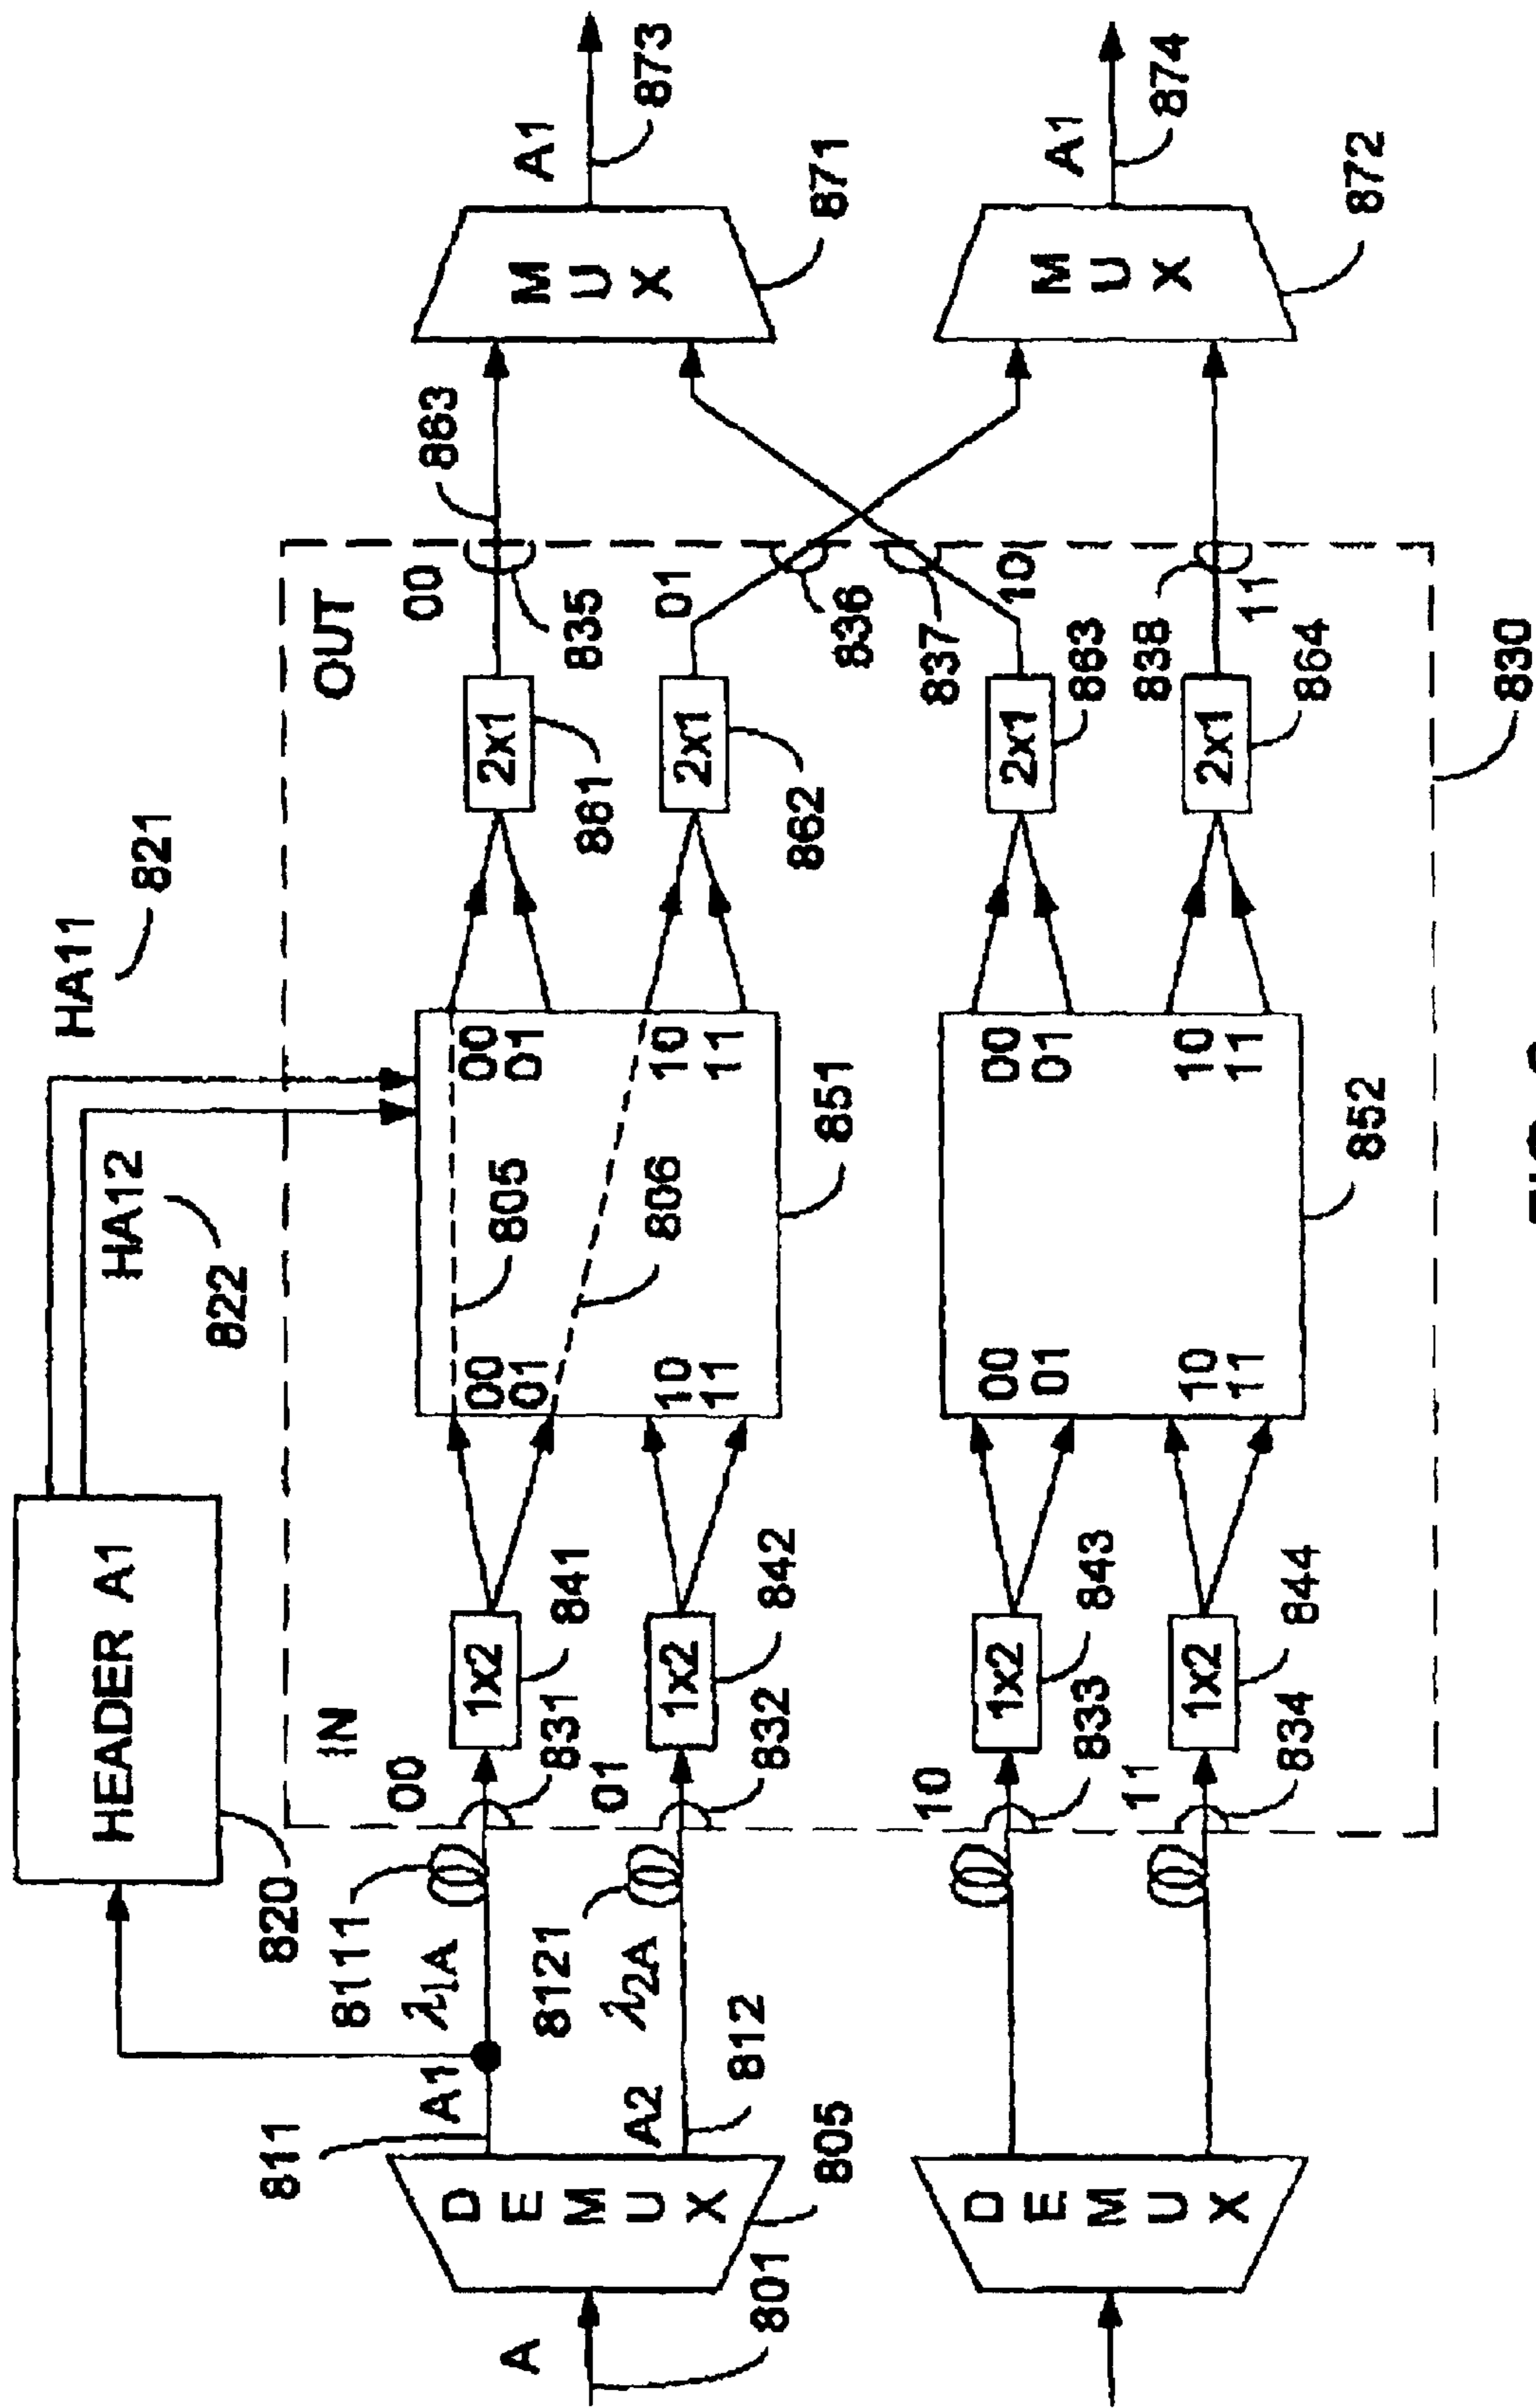 HEADER A1
820
HA11
821
HA12
822
IN
OUT
A
801
D
E
M
U
X
805
811
A1
8111
λ1A
A2
812
8121
λ2A
00
831
1x2
841
01
832
1x2
842
10
833
1x2
843
11
834
1x2
844
D
E
M
U
X
00
01
10
11
805
806
00
01
10
11
851
00
01
10
11
00
01
10
11
852
2x1
861
2x1
862
2x1
863
2x1
864
00
835
01
836
837
10
838
11
830
863
M
U
X
871
A1
873
M
U
X
872
A1
874